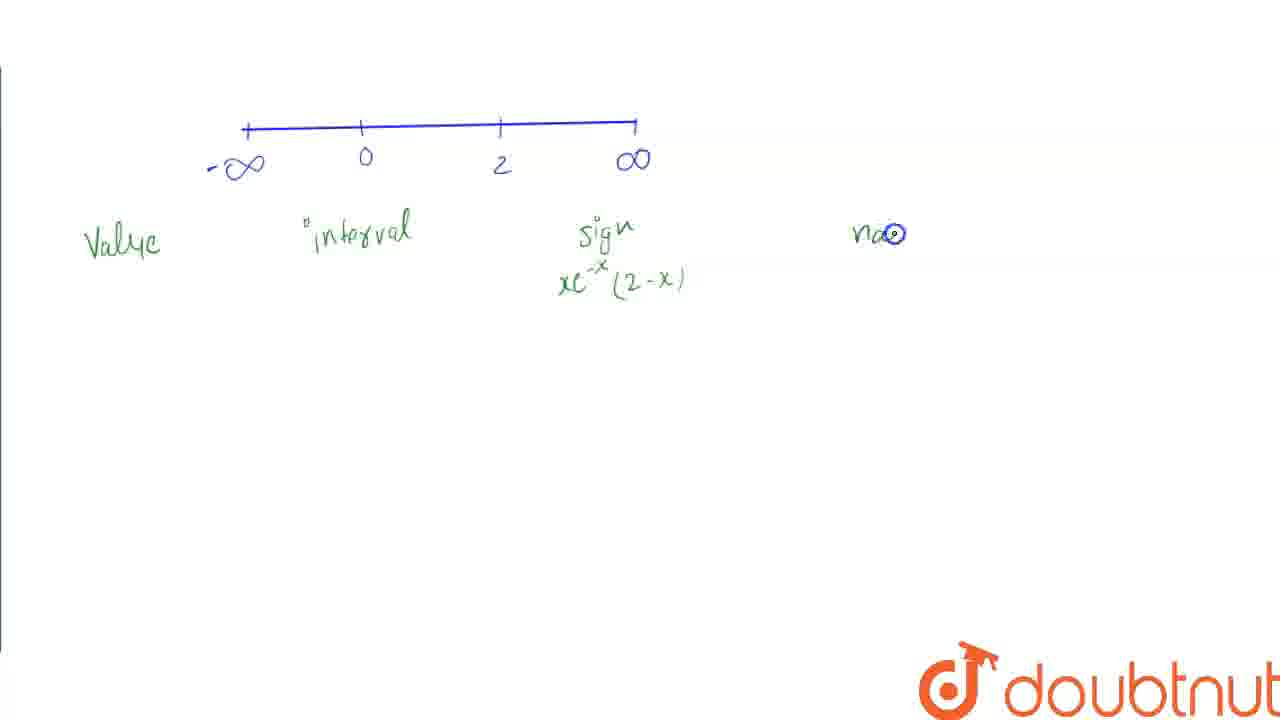 -∞ 0 2 ∞
Value interval sign
xe⁻ˣ (2-x)
doubtnut